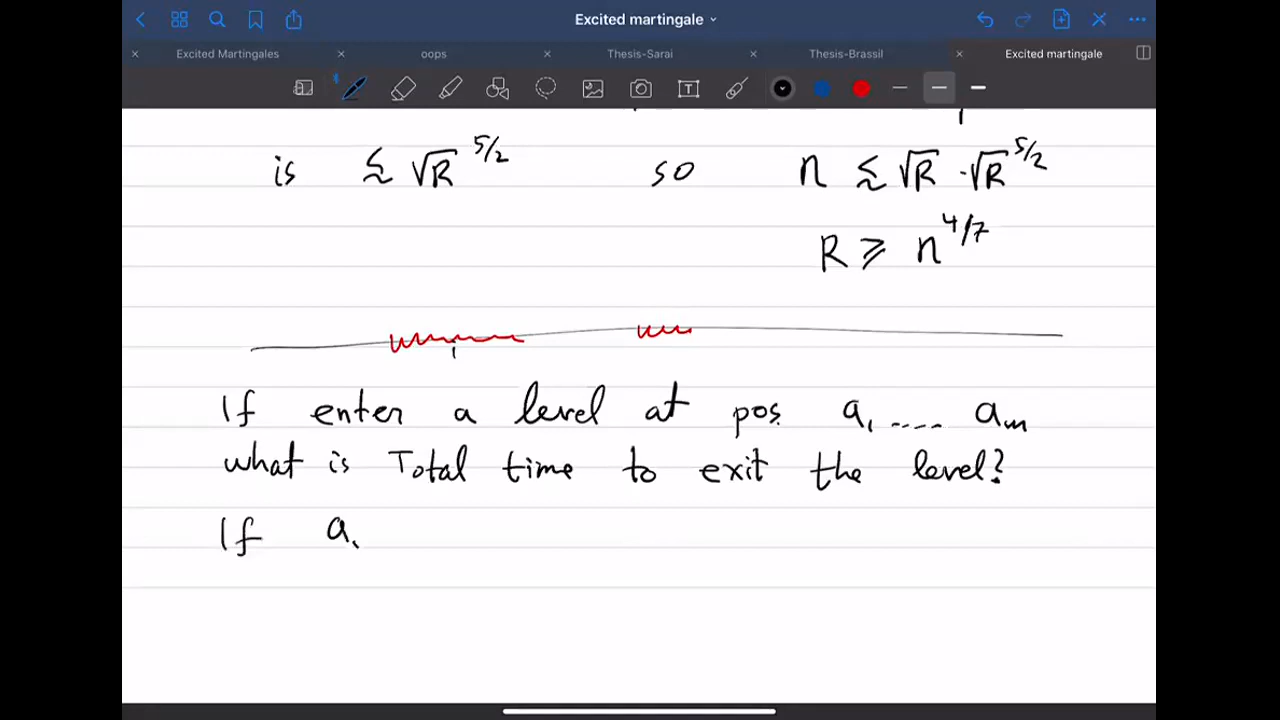 Excited martingale
Excited Martingales
oops
Thesis-Sarai
Thesis-Brassil
Excited martingale
is ≲ √R^{5/2} so n ≲ √R · √R^{5/2}
R ⩾ n^{4/7}
If enter a level at pos. a₁ .... aₘ
what is Total time to exit the level?
If a₁